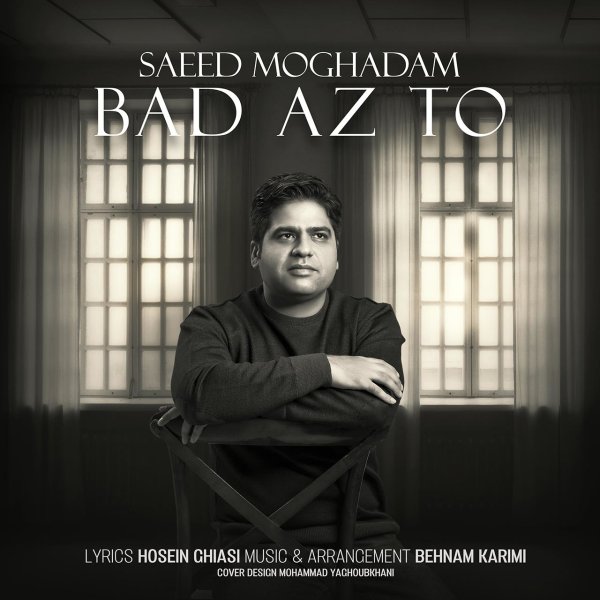 SAEED MOGHADAM
BAD AZ TO
LYRICS HOSEIN GHIASI MUSIC & ARRANGEMENT BEHNAM KARIMI
COVER DESIGN MOHAMMAD YAGHOUBKHANI